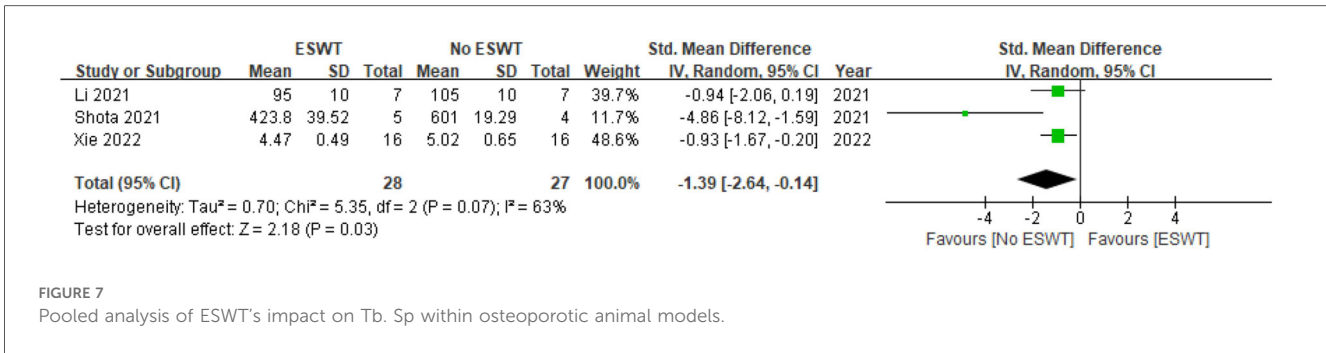 ESWT No ESWT Std. Mean Difference Std. Mean Difference
Study or Subgroup Mean SD Total Mean SD Total Weight IV, Random, 95% CI Year IV, Random, 95% CI
Li 2021 95 10 7 105 10 7 39.7% -0.94 [-2.06, 0.19] 2021
Shota 2021 423.8 39.52 5 601 19.29 4 11.7% -4.86 [-8.12, -1.59] 2021
Xie 2022 4.47 0.49 16 5.02 0.65 16 48.6% -0.93 [-1.67, -0.20] 2022
Total (95% CI) 28 27 100.0% -1.39 [-2.64, -0.14]
Heterogeneity: Tau² = 0.70; Chi² = 5.35, df = 2 (P = 0.07); I² = 63%
Test for overall effect: Z = 2.18 (P = 0.03)
-4 -2 0 2 4
Favours [No ESWT] Favours [ESWT]
FIGURE 7
Pooled analysis of ESWT's impact on Tb. Sp within osteoporotic animal models.